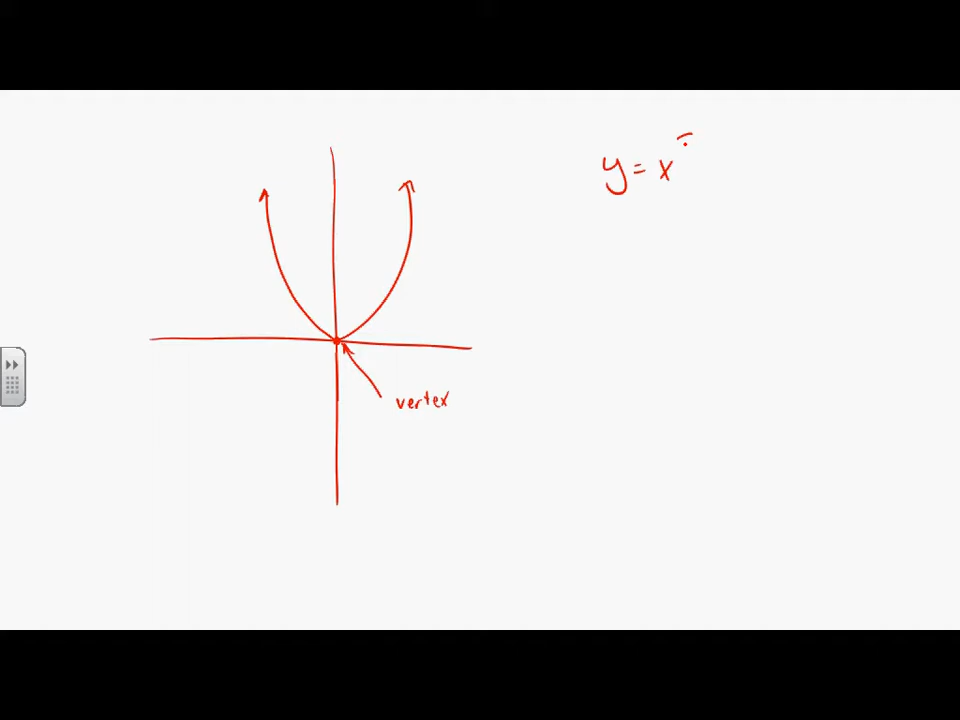 y = x
vertex